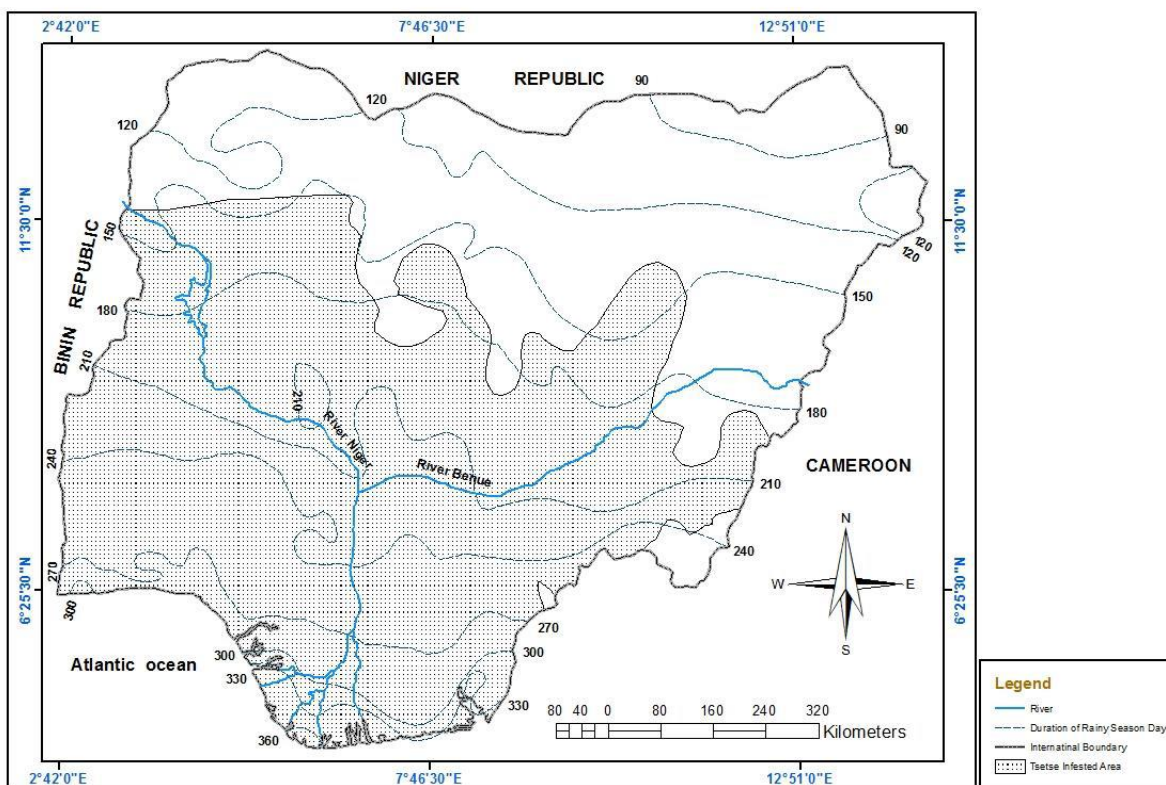 2°42'0"E
7°46'30"E
12°51'0"E
NIGER REPUBLIC
90
120
120
90
11°30'0"N
11°30'0"N
150
120
120
BININ REPUBLIC
150
180
210
210
180
River Niger
River Benue
240
CAMEROON
210
N
240
270
W
E
6°25'30"N
6°25'30"N
300
270
S
Atlantic ocean
300
300
330
330
360
80 40 0 80 160 240 320
Kilometers
2°42'0"E
7°46'30"E
12°51'0"E
Legend
River
Duration of Rainy Season Day
Internatinal Boundary
Tsetse Infested Area